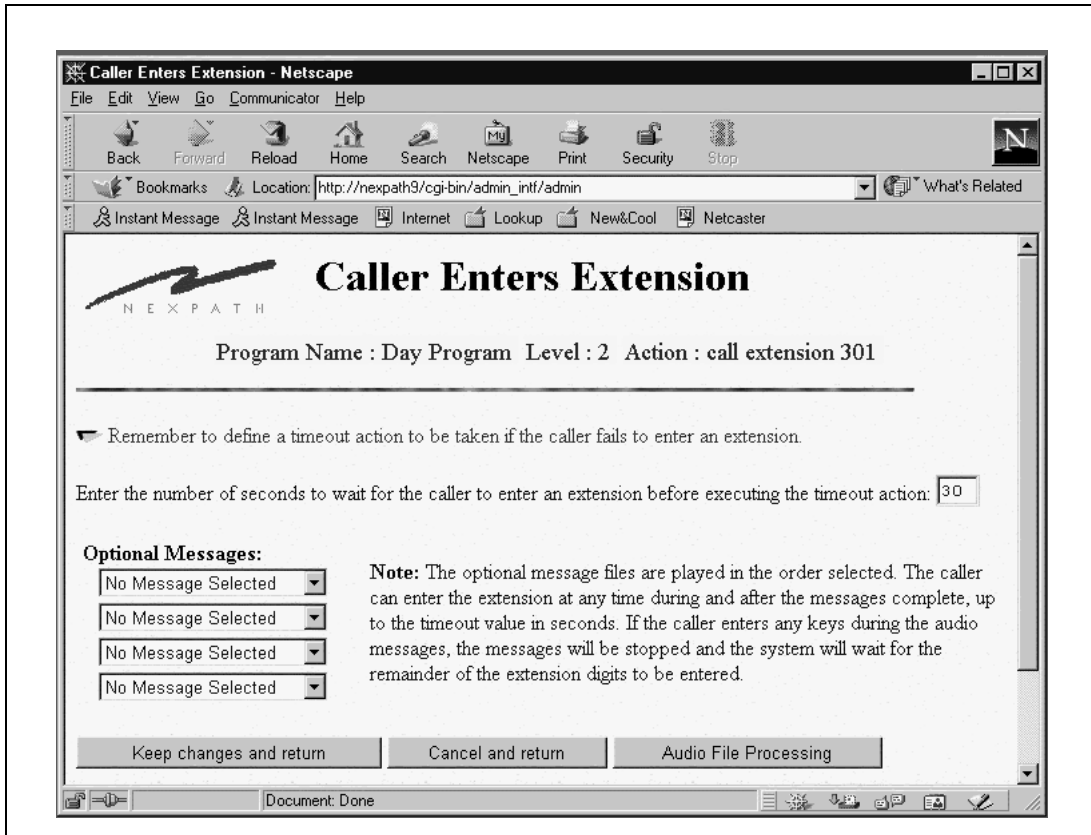 Caller Enters Extension - Netscape
File Edit View Go Communicator Help
Back Forward Reload Home Search Netscape Print Security Stop
My
N
Bookmarks Location: http://nexpath9/cgi-bin/admin_intf/admin What's Related
Instant Message Instant Message Internet Lookup New&Cool Netcaster
NEXPATH
Caller Enters Extension
Program Name : Day Program Level : 2 Action : call extension 301
Remember to define a timeout action to be taken if the caller fails to enter an extension.
Enter the number of seconds to wait for the caller to enter an extension before executing the timeout action: 30
Optional Messages:
No Message Selected
No Message Selected
No Message Selected
No Message Selected
Note: The optional message files are played in the order selected. The caller
can enter the extension at any time during and after the messages complete, up
to the timeout value in seconds. If the caller enters any keys during the audio
messages, the messages will be stopped and the system will wait for the
remainder of the extension digits to be entered.
Keep changes and return Cancel and return Audio File Processing
Document: Done